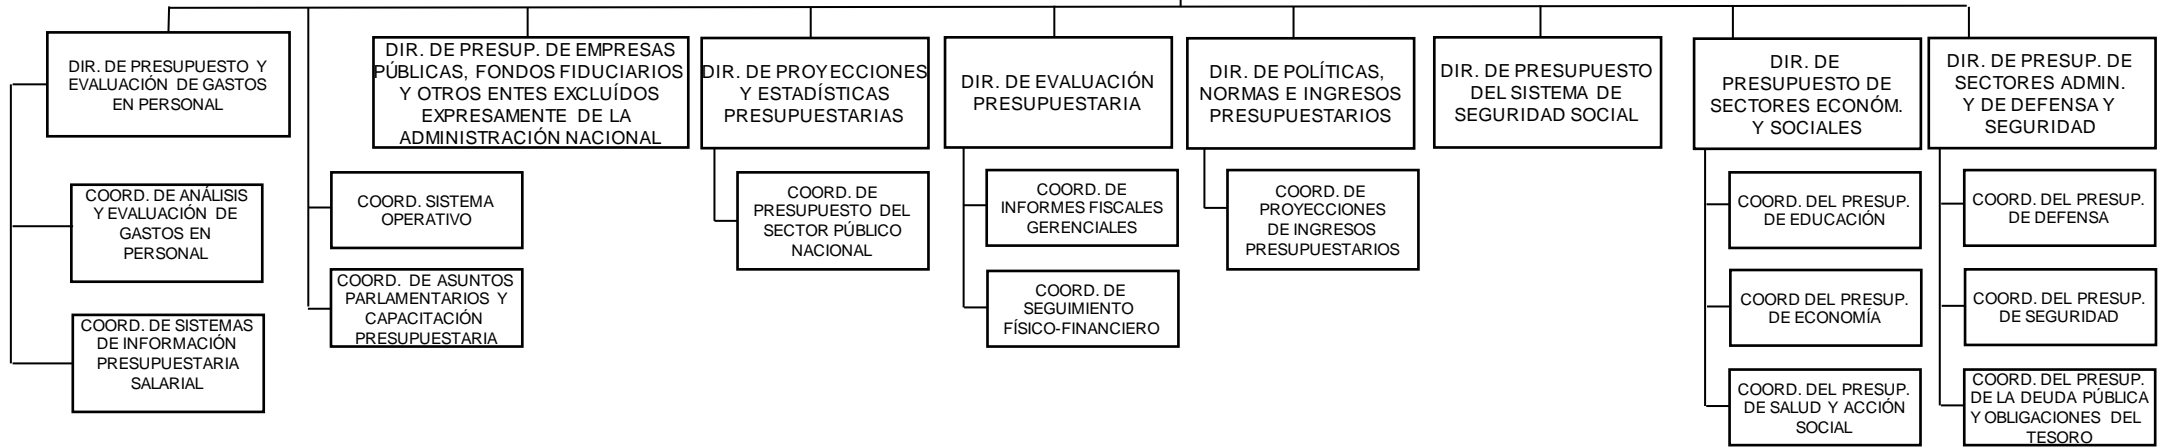 DIR. DE PRESUPUESTO Y
EVALUACIÓN DE GASTOS
EN PERSONAL
COORD. DE ANÁLISIS
Y EVALUACIÓN DE
GASTOS EN
PERSONAL
COORD. DE SISTEMAS
DE INFORMACIÓN
PRESUPUESTARIA
SALARIAL
COORD. SISTEMA
OPERATIVO
COORD. DE ASUNTOS
PARLAMENTARIOS Y
CAPACITACIÓN
PRESUPUESTARIA
DIR. DE PRESUP. DE EMPRESAS
PÚBLICAS, FONDOS FIDUCIARIOS
Y OTROS ENTES EXCLUÍDOS
EXPRESAMENTE DE LA
ADMINISTRACIÓN NACIONAL
DIR. DE PROYECCIONES
Y ESTADÍSTICAS
PRESUPUESTARIAS
COORD. DE
PRESUPUESTO DEL
SECTOR PÚBLICO
NACIONAL
DIR. DE EVALUACIÓN
PRESUPUESTARIA
COORD. DE
INFORMES FISCALES
GERENCIALES
COORD. DE
SEGUIMIENTO
FÍSICO-FINANCIERO
DIR. DE POLÍTICAS,
NORMAS E INGRESOS
PRESUPUESTARIOS
COORD. DE
PROYECCIONES
DE INGRESOS
PRESUPUESTARIOS
DIR. DE PRESUPUESTO
DEL SISTEMA DE
SEGURIDAD SOCIAL
DIR. DE
PRESUPUESTO DE
SECTORES ECONÓM.
Y SOCIALES
COORD. DEL PRESUP.
DE EDUCACIÓN
COORD DEL PRESUP.
DE ECONOMÍA
COORD. DEL PRESUP.
DE SALUD Y ACCIÓN
SOCIAL
DIR. DE PRESUP. DE
SECTORES ADMIN.
Y DE DEFENSA Y
SEGURIDAD
COORD. DEL PRESUP.
DE DEFENSA
COORD. DEL PRESUP.
DE SEGURIDAD
COORD. DEL PRESUP.
DE LA DEUDA PÚBLICA
Y OBLIGACIONES DEL
TESORO